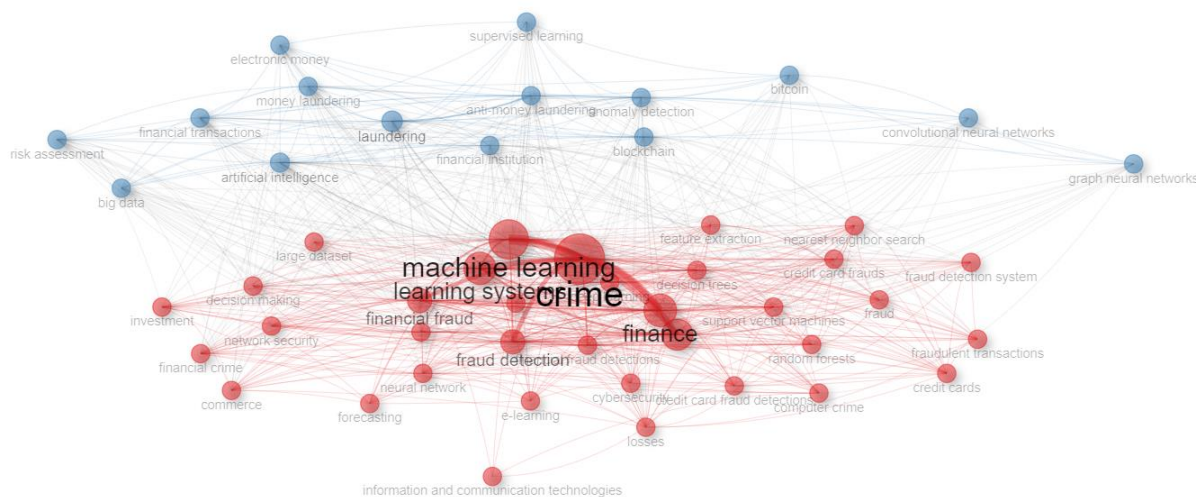 supervised learning
electronic money
bitcoin
money laundering
anti-money laundering
anomaly detection
financial transactions
laundering
convolutional neural networks
risk assessment
financial institution
blockchain
artificial intelligence
graph neural networks
big data
feature extraction
nearest neighbor search
large dataset
machine learning
credit card frauds
fraud detection system
decision making
learning systems
crime
decision trees
investment
financial fraud
finance
support vector machines
fraud
network security
fraudulent transactions
financial crime
fraud detection
fraud detections
random forests
neural network
credit cards
commerce
cybersecurity
credit card fraud detections
computer crime
forecasting
e-learning
losses
information and communication technologies